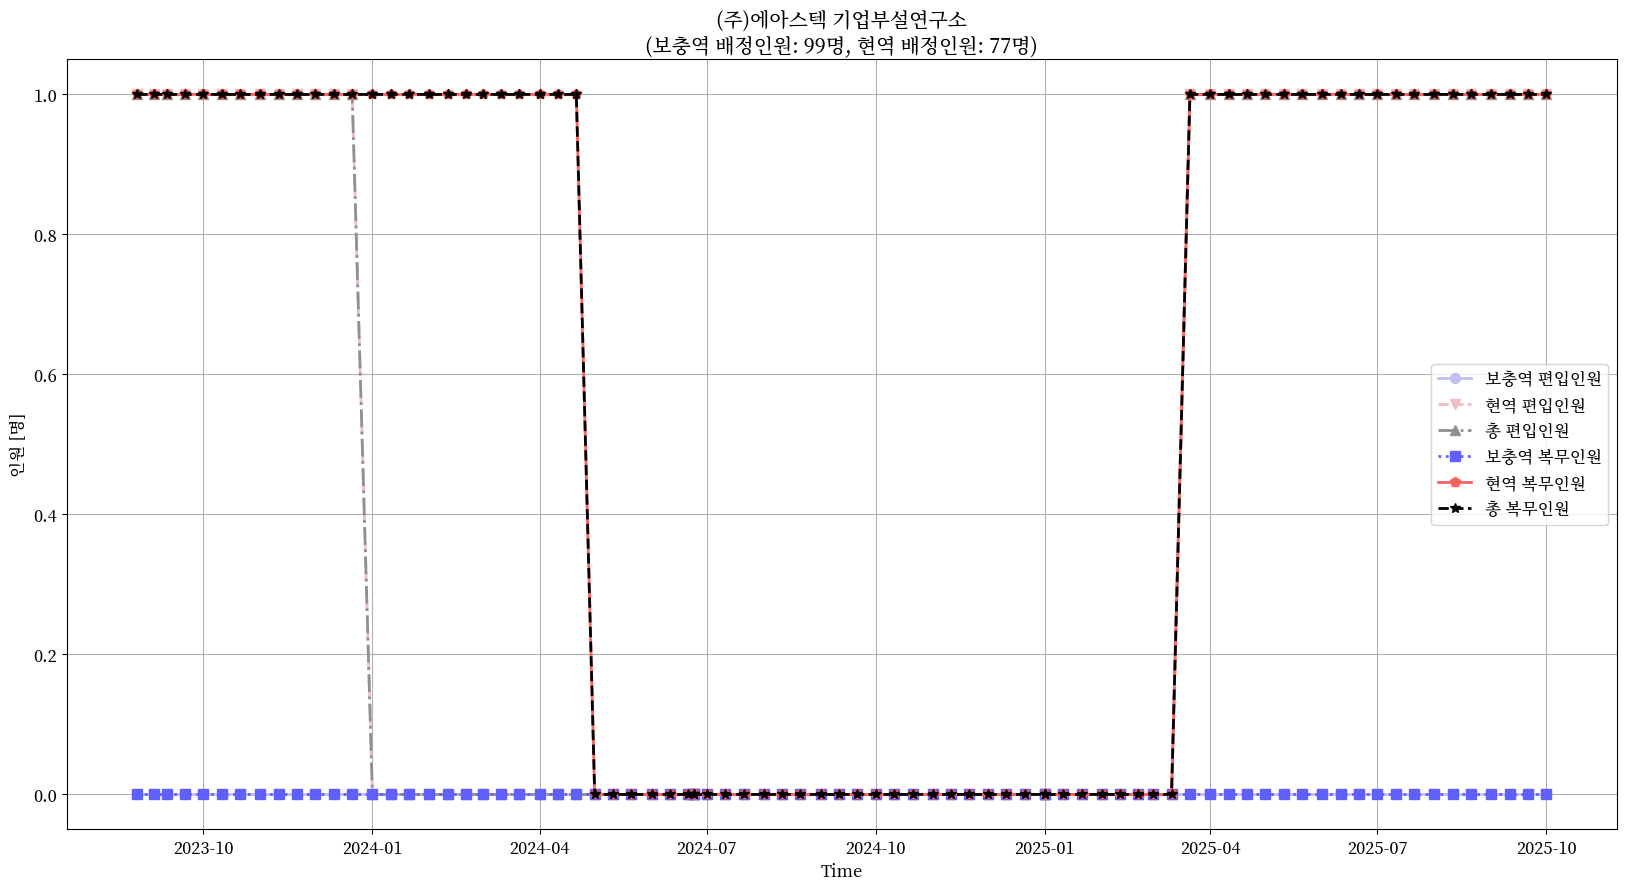 (주)에아스텍 기업부설연구소
(보충역 배정인원: 99명, 현역 배정인원: 77명)
인원 [명]
1.0
0.8
0.6
0.4
0.2
0.0
보충역 편입인원
현역 편입인원
총 편입인원
보충역 복무인원
현역 복무인원
총 복무인원
2023-10
2024-01
2024-04
2024-07
2024-10
2025-01
2025-04
2025-07
2025-10
Time